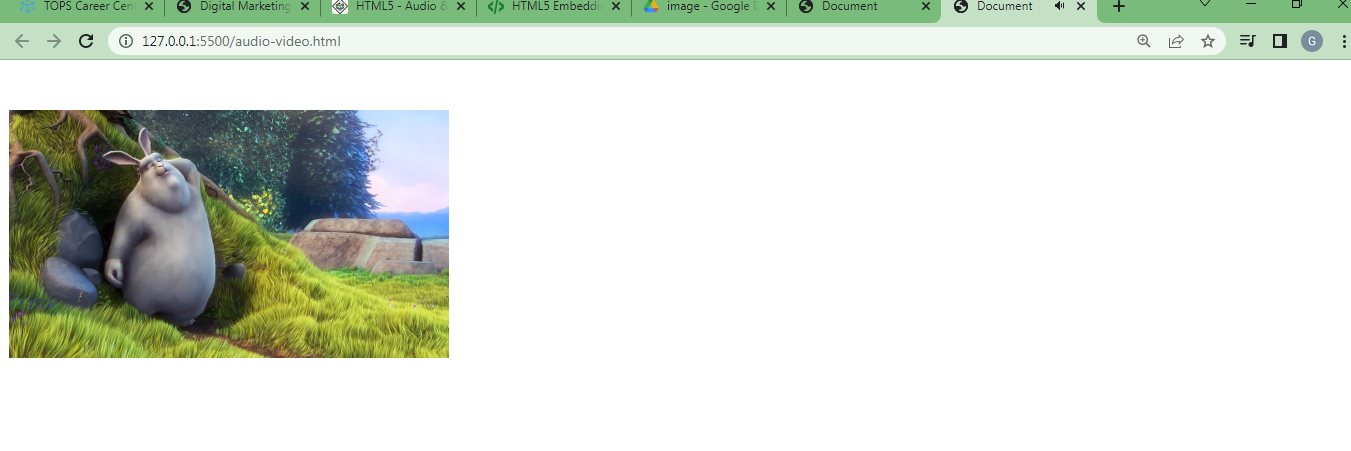 TOPS Career Cent
Digital Marketing
HTML5 - Audio &
HTML5 Embeddi
image - Google D
Document
Document
127.0.0.1:5500/audio-video.html
G